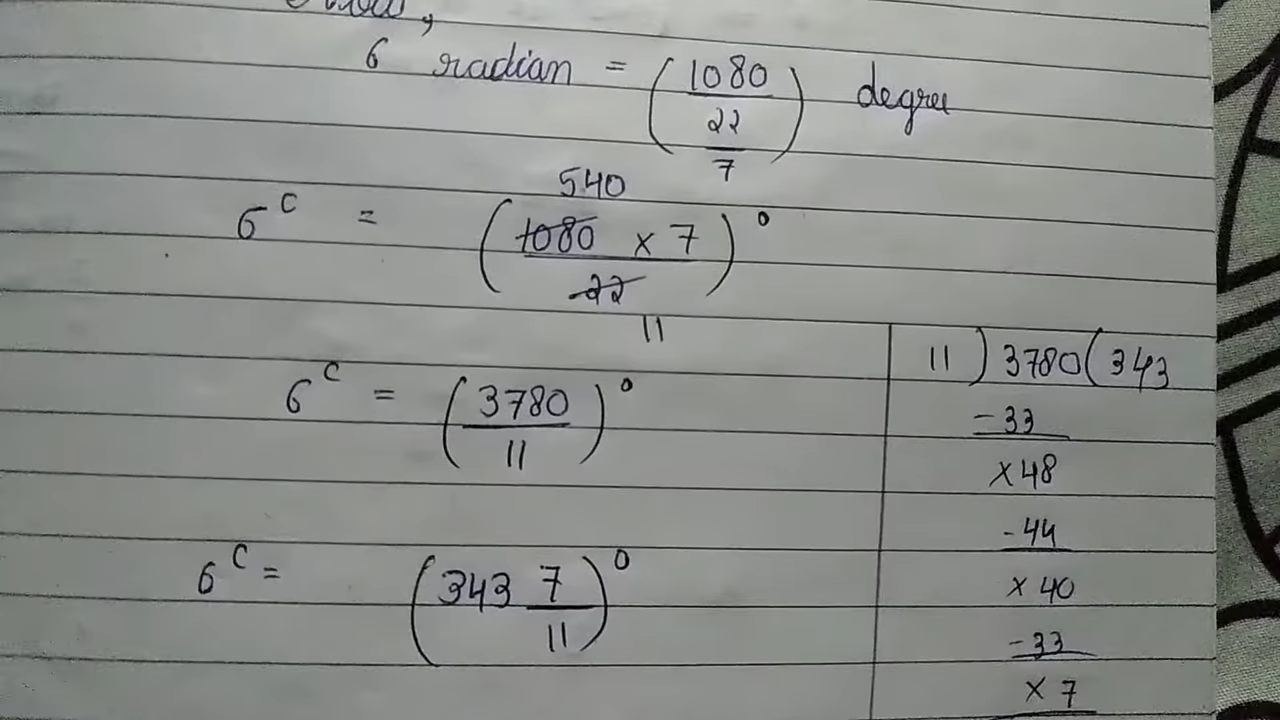 6 radian = (1080 / 22/7) degree
540
6^c = (1080 x 7 / 22)°
11
6^c = (3780 / 11)°
6^c = (343 7/11)°
11 ) 3780 ( 343
-33
x 48
-44
x 40
-33
x 7